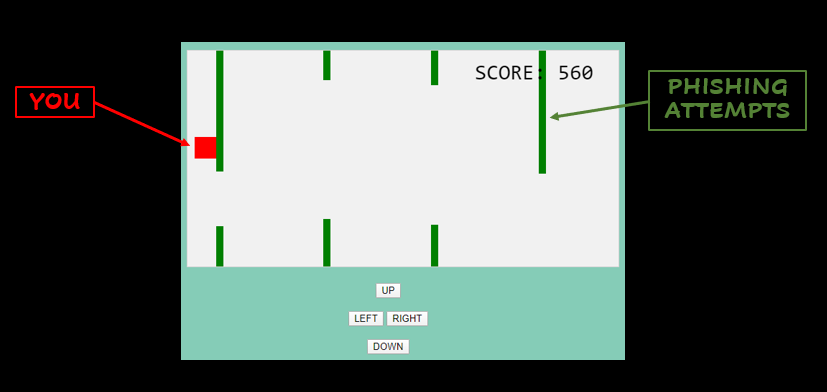 SCORE: 560
YOU
PHISHING
ATTEMPTS
UP
LEFT RIGHT
DOWN